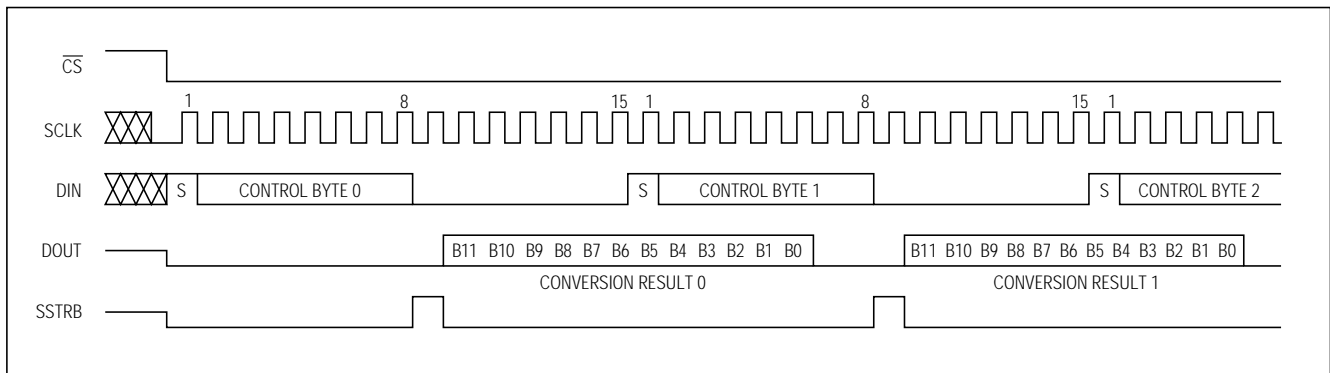 CS
1 8 15 1 8 15 1
SCLK
DIN S CONTROL BYTE 0 S CONTROL BYTE 1 S CONTROL BYTE 2
DOUT B11 B10 B9 B8 B7 B6 B5 B4 B3 B2 B1 B0 B11 B10 B9 B8 B7 B6 B5 B4 B3 B2 B1 B0
CONVERSION RESULT 0 CONVERSION RESULT 1
SSTRB